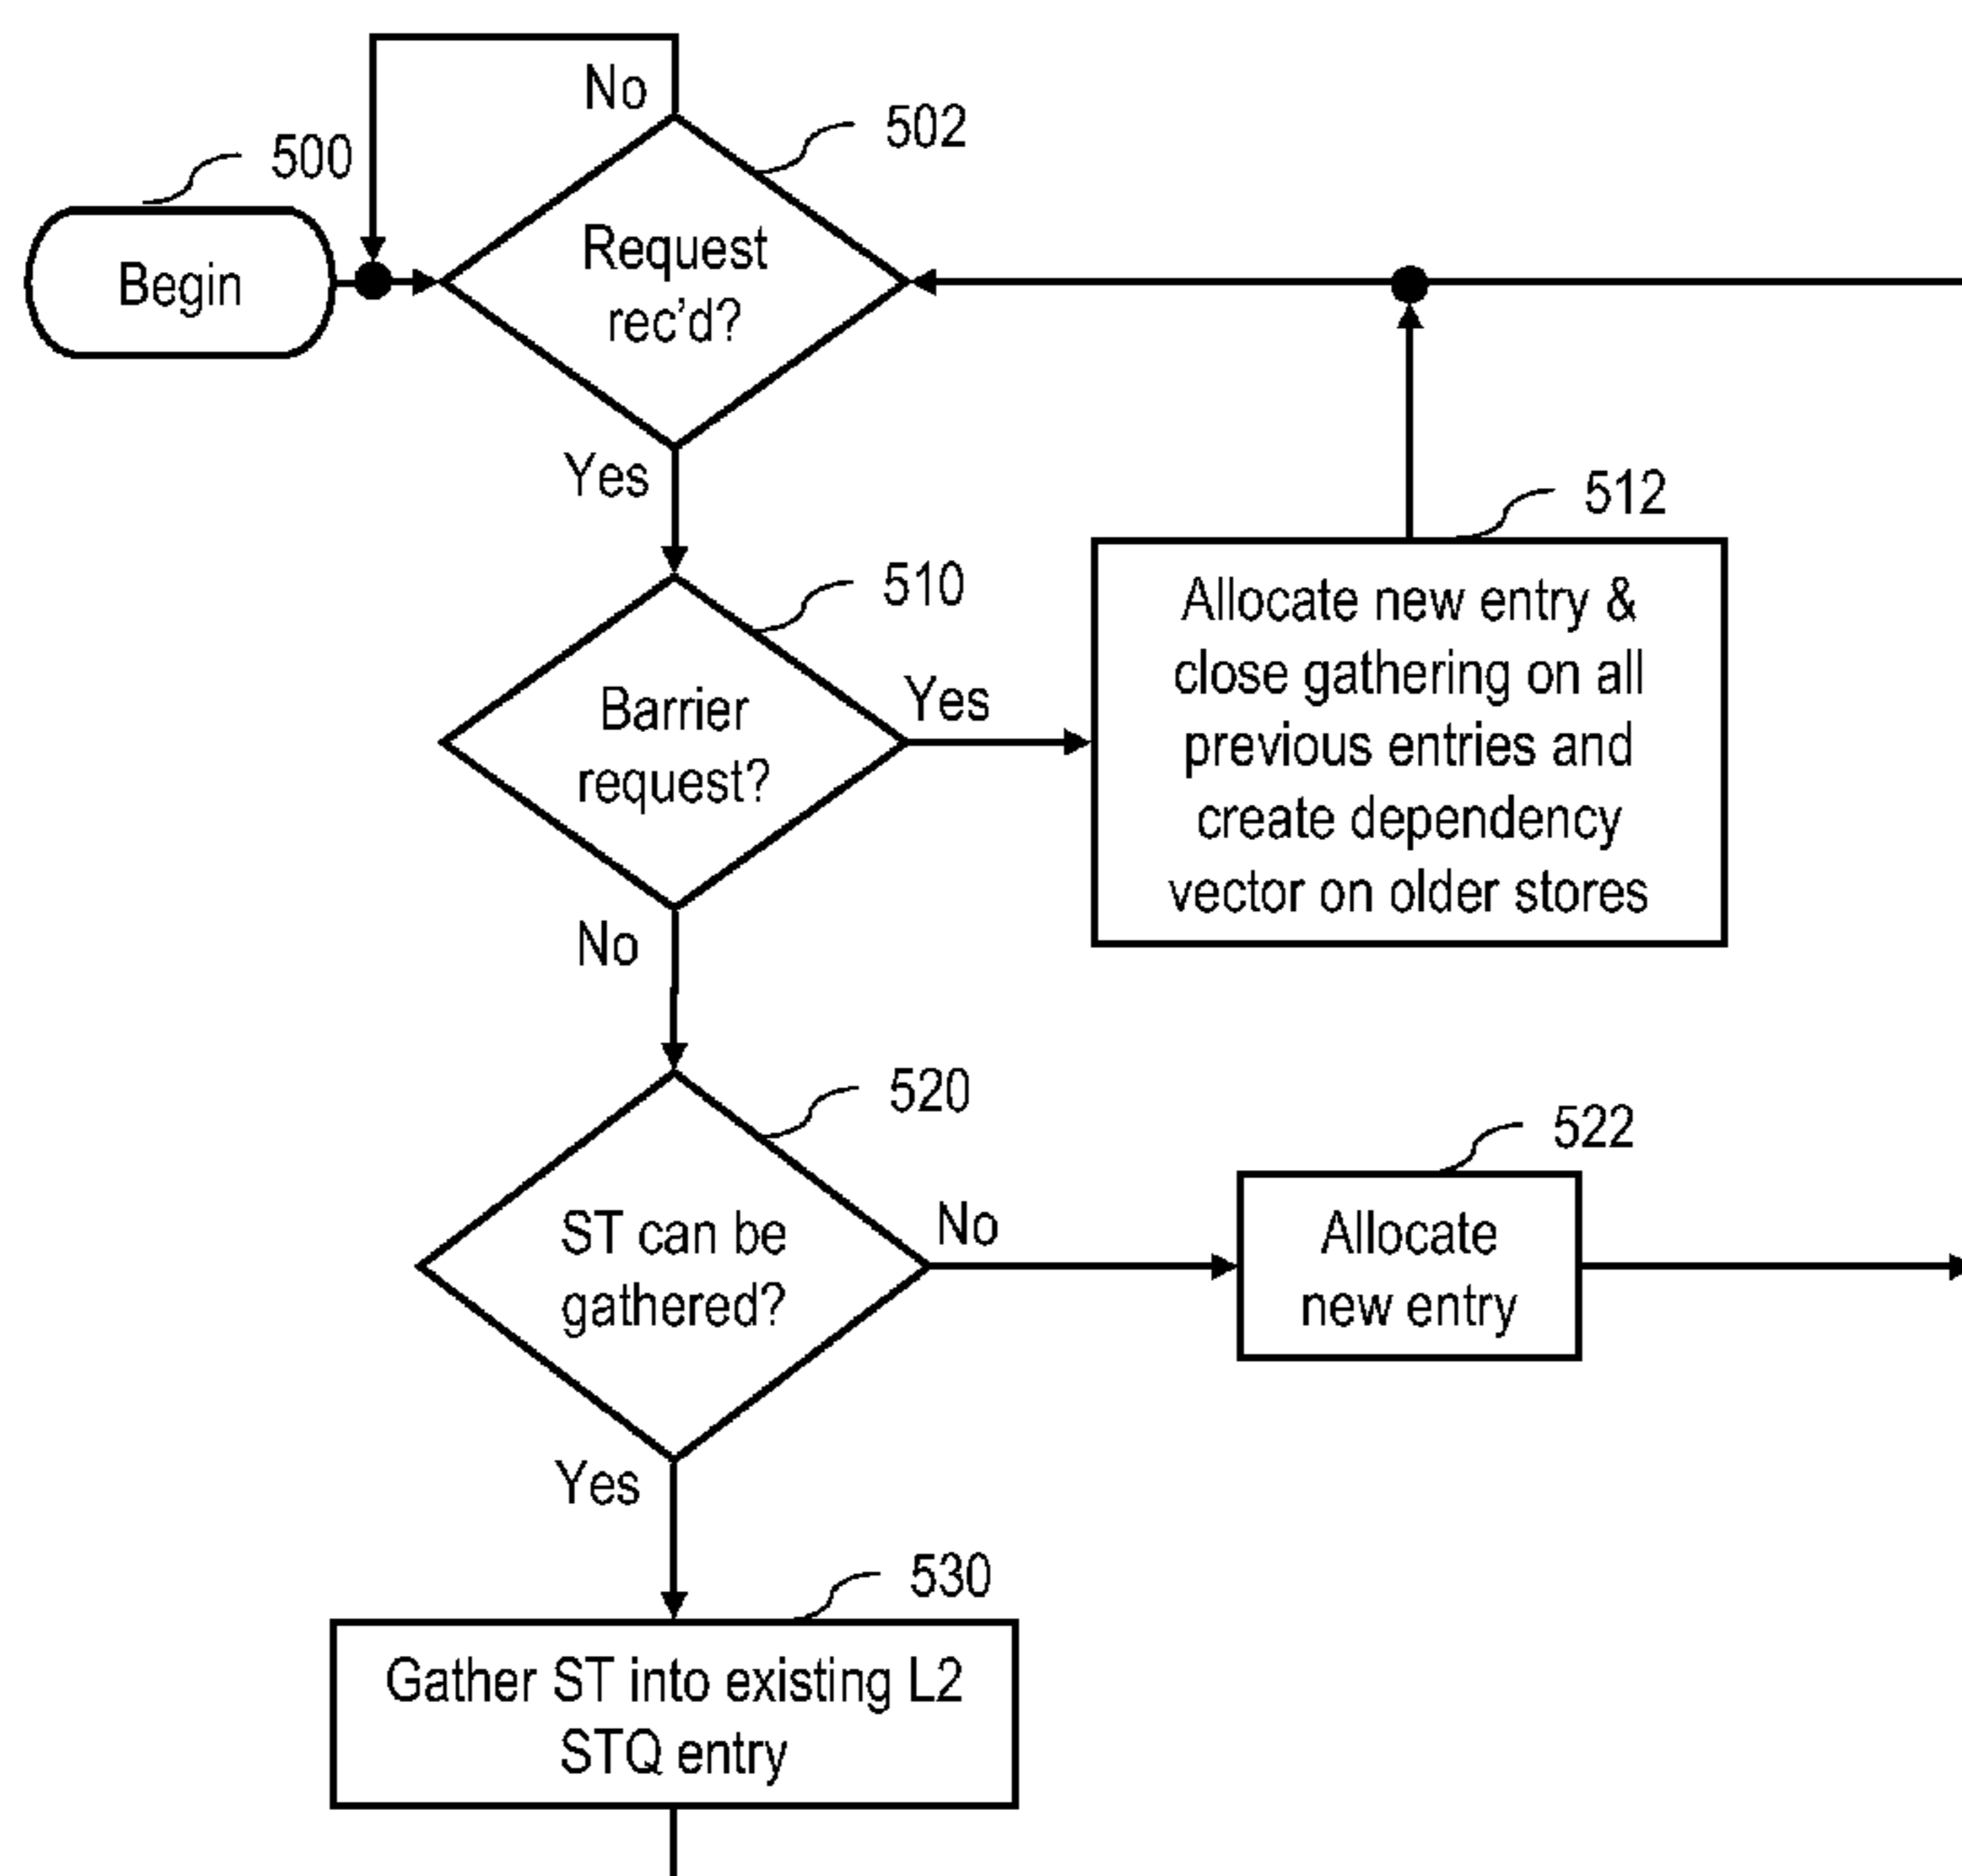 No
502
500
Begin
Request
rec'd?
Yes
510
Barrier
request?
Yes
512
Allocate new entry &
close gathering on all
previous entries and
create dependency
vector on older stores
No
520
ST can be
gathered?
No
522
Allocate
new entry
Yes
530
Gather ST into existing L2
STQ entry